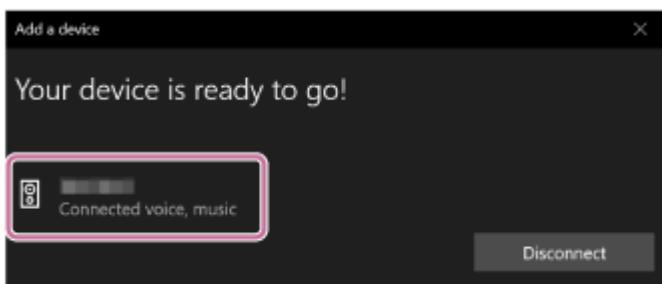 Add a device
Your device is ready to go!
Connected voice, music
Disconnect